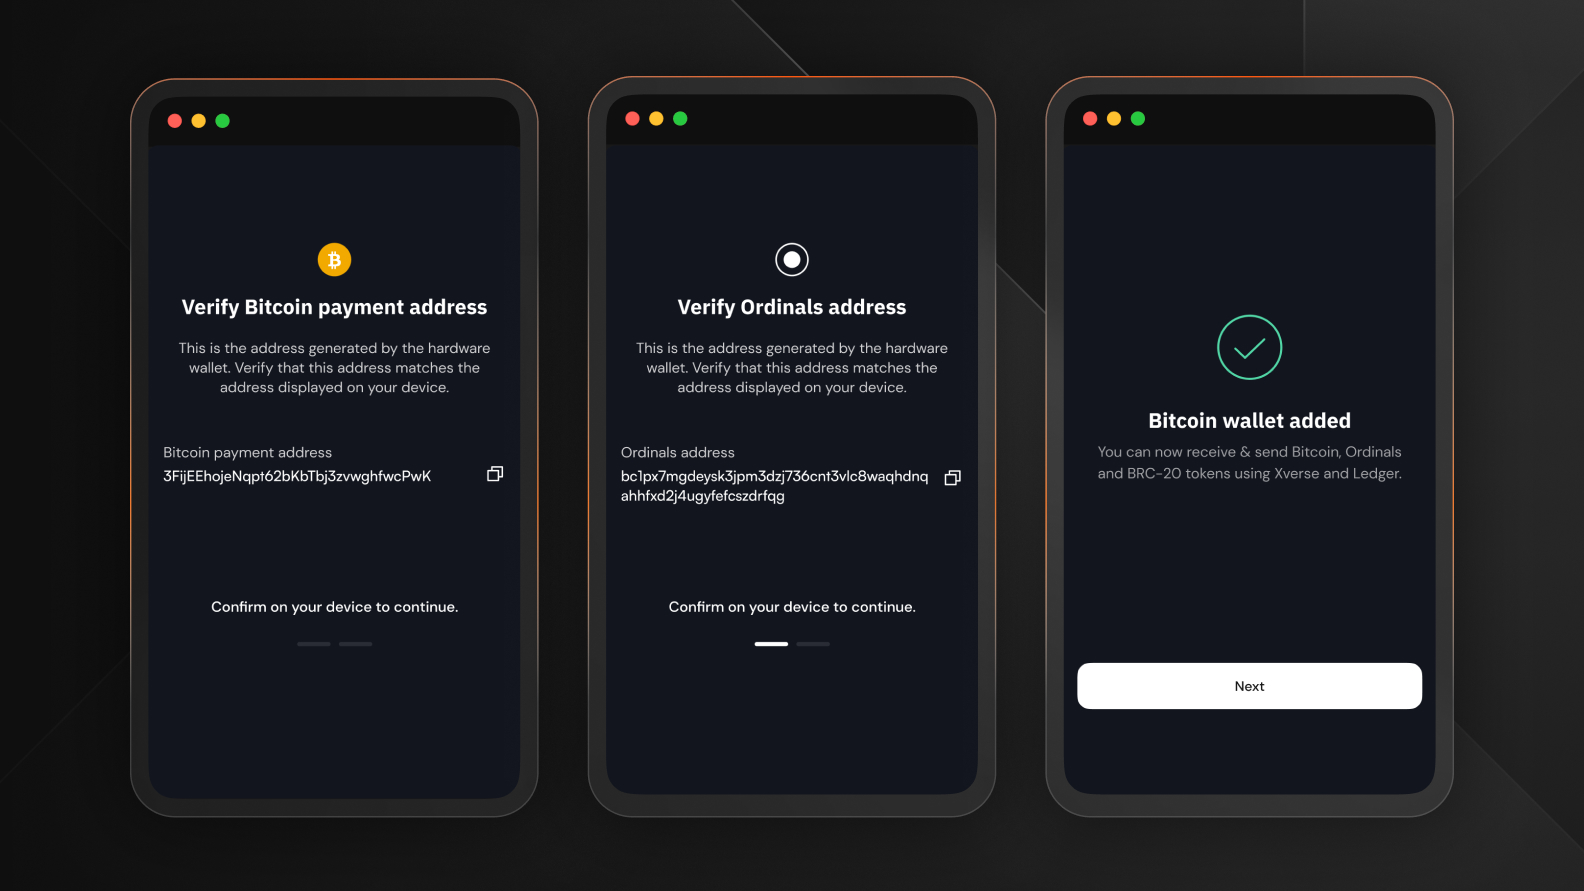 Verify Bitcoin payment address
This is the address generated by the hardware
wallet. Verify that this address matches the
address displayed on your device.
Bitcoin payment address
3FijEEhojeNqpt62bKbTbj3zvwghfwcPwK
Confirm on your device to continue.
Verify Ordinals address
This is the address generated by the hardware
wallet. Verify that this address matches the
address displayed on your device.
Ordinals address
bc1px7mgdeysk3jpm3dzj736cnt3vlc8waqhdnq
ahhfxd2j4ugyfefcszdrfqg
Confirm on your device to continue.
Bitcoin wallet added
You can now receive & send Bitcoin, Ordinals
and BRC-20 tokens using Xverse and Ledger.
Next